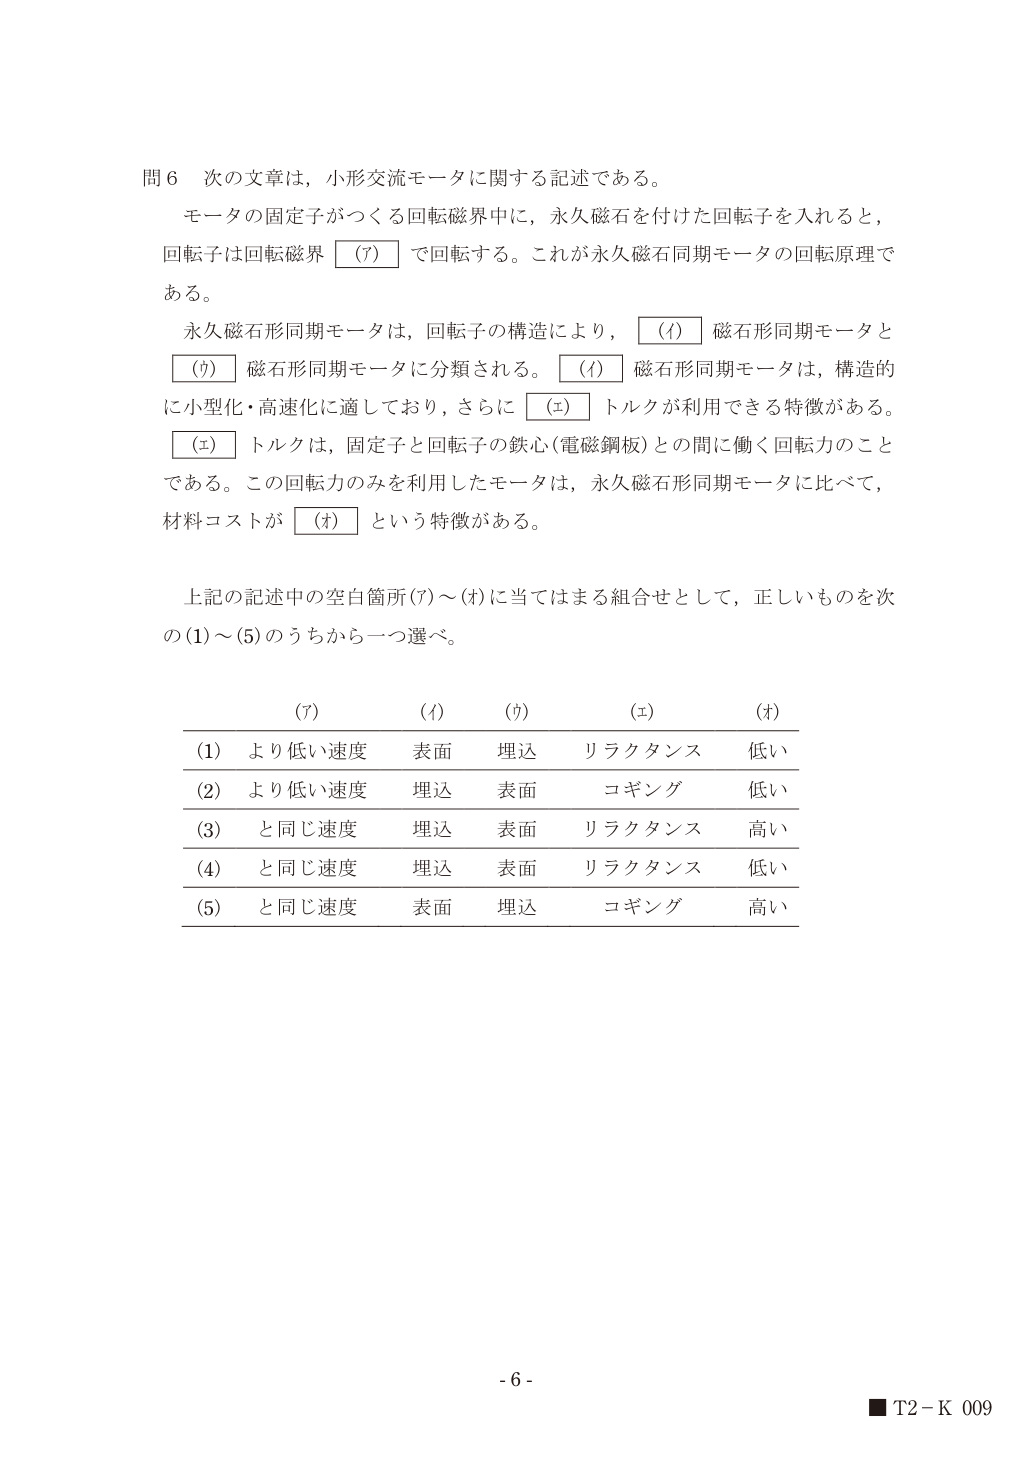 問6 次の文章は，小形交流モータに関する記述である。
モータの固定子がつくる回転磁界中に，永久磁石を付けた回転子を入れると，
回転子は回転磁界 (ア) で回転する。これが永久磁石同期モータの回転原理で
ある。
永久磁石形同期モータは，回転子の構造により， (イ) 磁石形同期モータと
(ウ) 磁石形同期モータに分類される。 (イ) 磁石形同期モータは，構造的
に小型化・高速化に適しており，さらに (エ) トルクが利用できる特徴がある。
(エ) トルクは，固定子と回転子の鉄心(電磁鋼板)との間に働く回転力のこと
である。この回転力のみを利用したモータは，永久磁石形同期モータに比べて，
材料コストが (オ) という特徴がある。
上記の記述中の空白箇所(ア)～(オ)に当てはまる組合せとして，正しいものを次
の(1)～(5)のうちから一つ選べ。
(ア) (イ) (ウ) (エ) (オ)
(1) より低い速度 表面 埋込 リラクタンス 低い
(2) より低い速度 埋込 表面 コギング 低い
(3) と同じ速度 埋込 表面 リラクタンス 高い
(4) と同じ速度 埋込 表面 リラクタンス 低い
(5) と同じ速度 表面 埋込 コギング 高い
- 6 -
■ T2－K 009